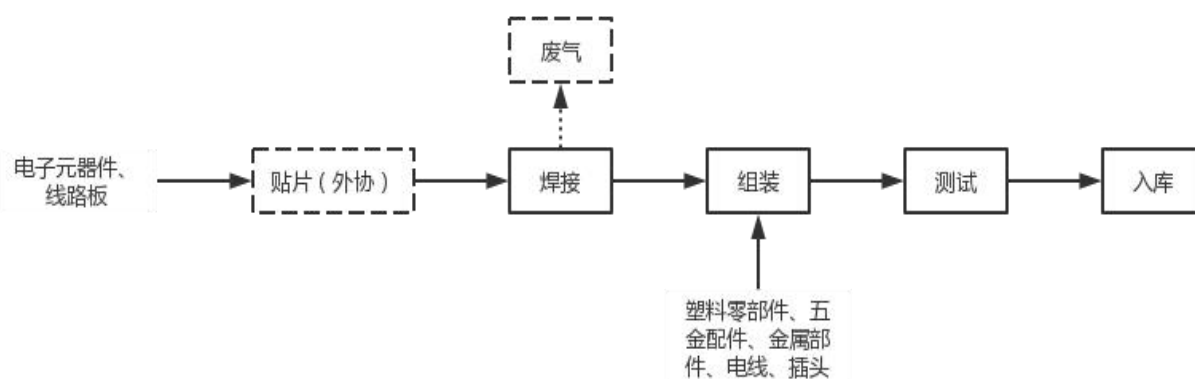 废气
电子元器件、
线路板
贴片（外协）
焊接
组装
测试
入库
塑料零部件、五
金配件、金属部
件、电线、插头